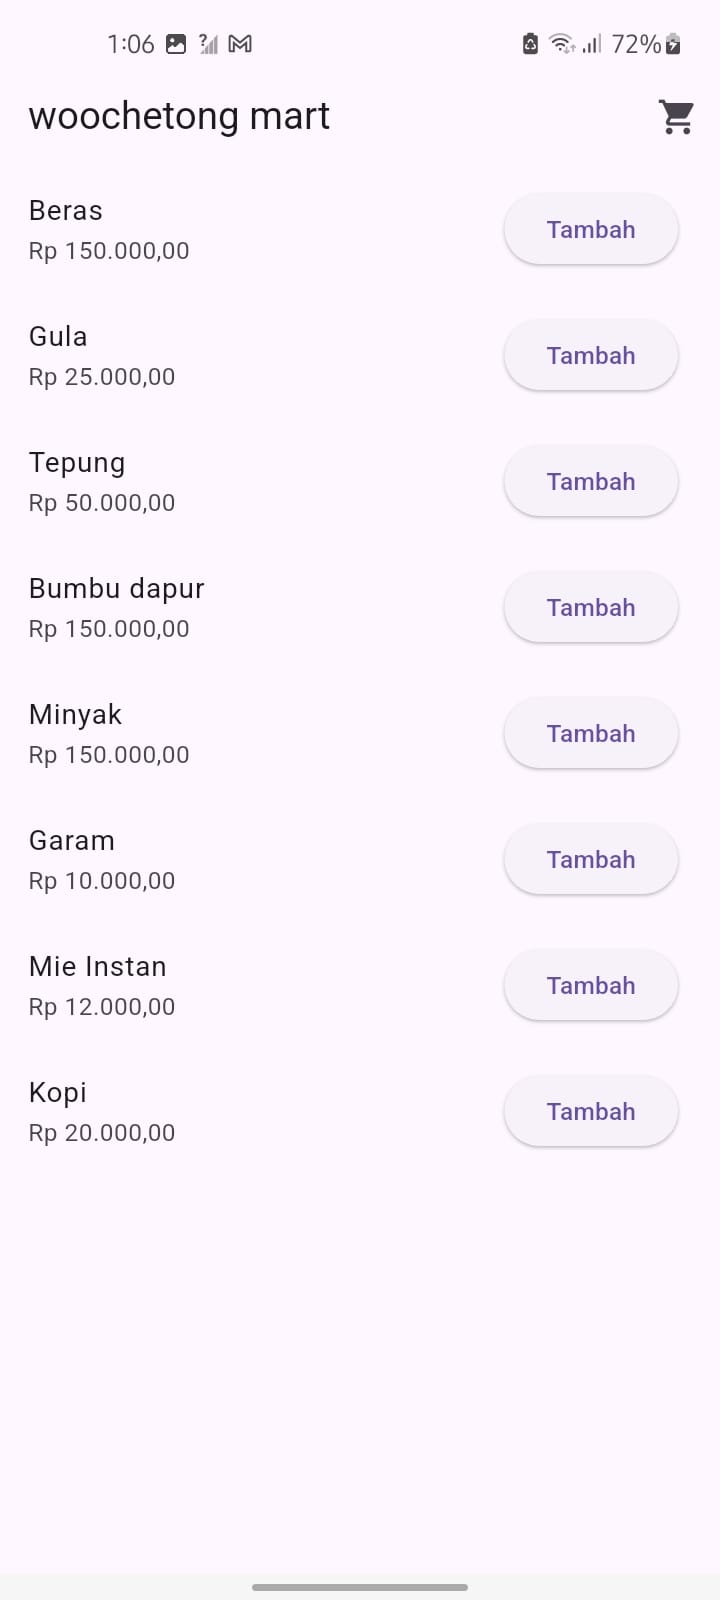 1:06
72%
woochetong mart
Beras
Rp 150.000,00
Tambah
Gula
Rp 25.000,00
Tambah
Tepung
Rp 50.000,00
Tambah
Bumbu dapur
Rp 150.000,00
Tambah
Minyak
Rp 150.000,00
Tambah
Garam
Rp 10.000,00
Tambah
Mie Instan
Rp 12.000,00
Tambah
Kopi
Rp 20.000,00
Tambah